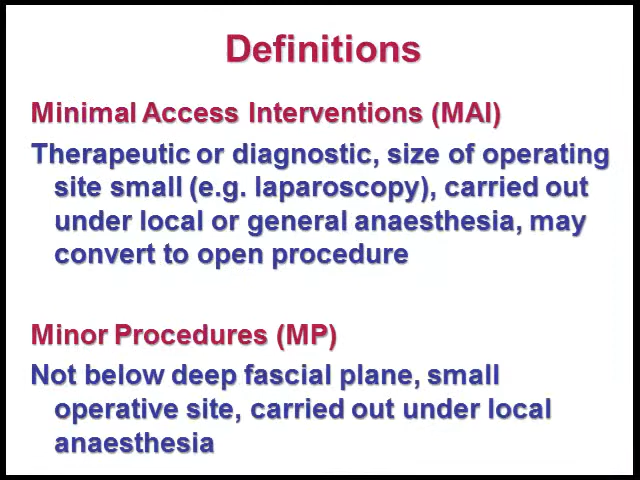 Definitions
Minimal Access Interventions (MAI)
Therapeutic or diagnostic, size of operating
site small (e.g. laparoscopy), carried out
under local or general anaesthesia, may
convert to open procedure
Minor Procedures (MP)
Not below deep fascial plane, small
operative site, carried out under local
anaesthesia